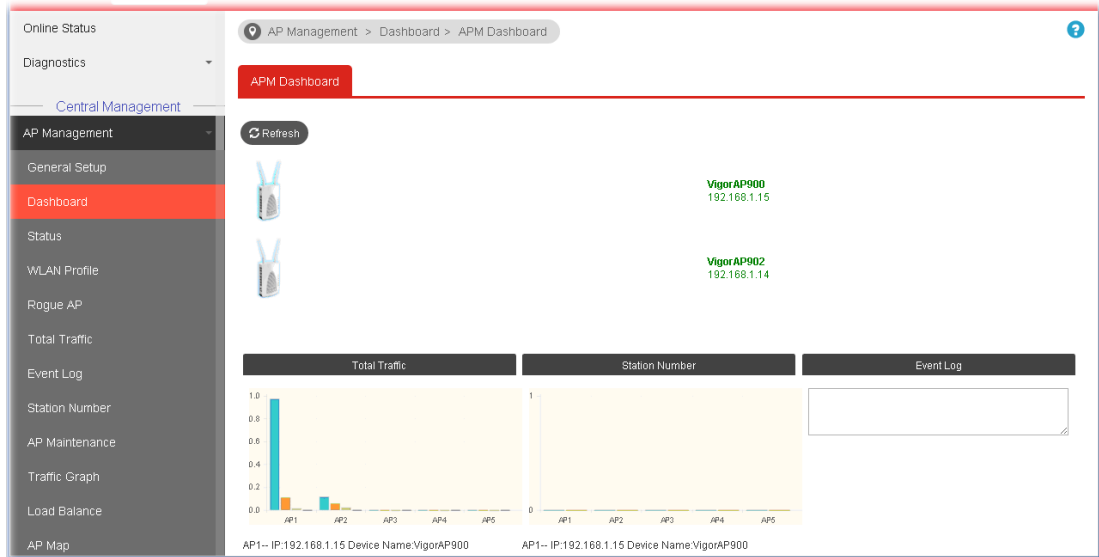 Online Status
Diagnostics
Central Management
AP Management
General Setup
Dashboard
Status
WLAN Profile
Rogue AP
Total Traffic
Event Log
Station Number
AP Maintenance
Traffic Graph
Load Balance
AP Map
AP Management > Dashboard > APM Dashboard
?
APM Dashboard
Refresh
VigorAP900
192.168.1.15
VigorAP902
192.168.1.14
Total Traffic
1.0
0.8
0.6
0.4
0.2
0.0
AP1 AP2 AP3 AP4 AP5
AP1-- IP:192.168.1.15 Device Name:VigorAP900
Station Number
1
0
AP1 AP2 AP3 AP4 AP5
AP1-- IP:192.168.1.15 Device Name:VigorAP900
Event Log